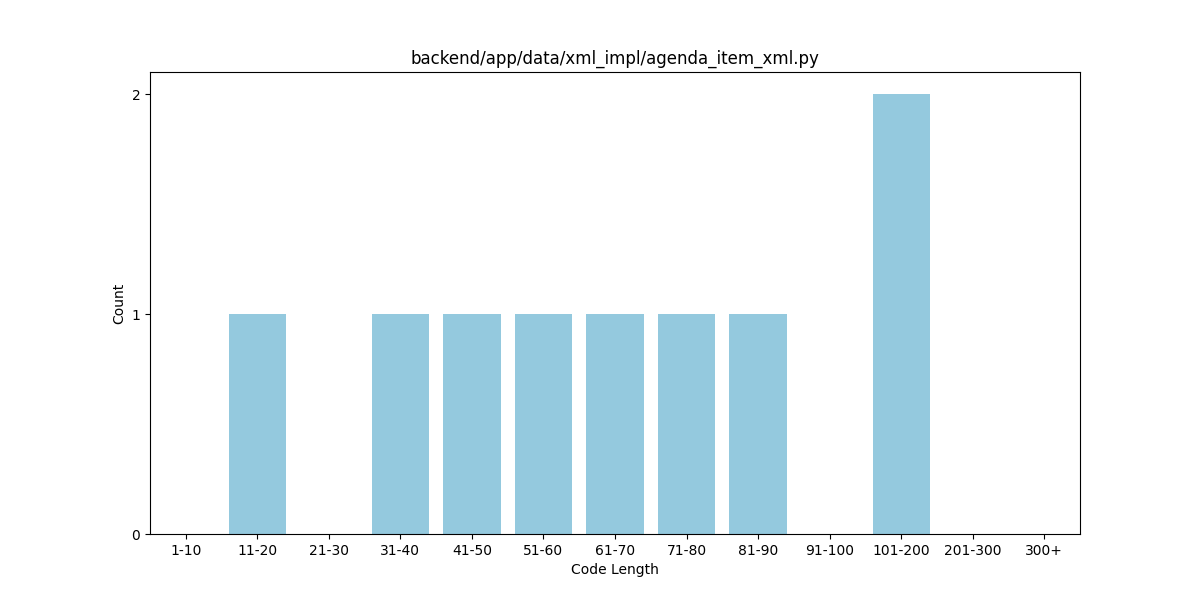 backend/app/data/xml_impl/agenda_item_xml.py
Count
2
1
0
1-10 11-20 21-30 31-40 41-50 51-60 61-70 71-80 81-90 91-100 101-200 201-300 300+
Code Length